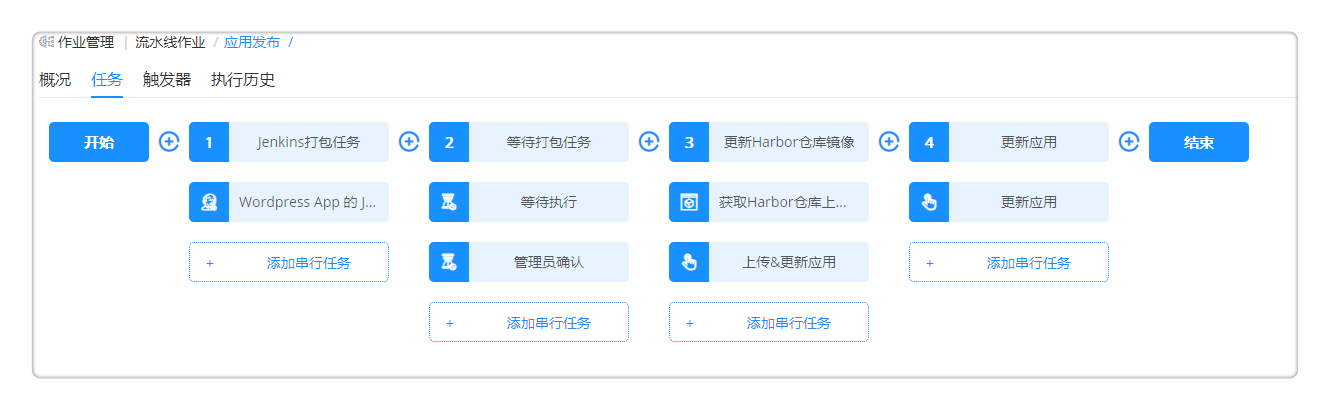 作业管理 | 流水线作业 / 应用发布 /
概况 任务 触发器 执行历史
开始 1 Jenkins打包任务 2 等待打包任务 3 更新Harbor仓库镜像 4 更新应用 结束
Wordpress App 的 J... 等待执行 获取Harbor仓库上... 更新应用
+ 添加串行任务 管理员确认 上传&更新应用 + 添加串行任务
+ 添加串行任务 + 添加串行任务